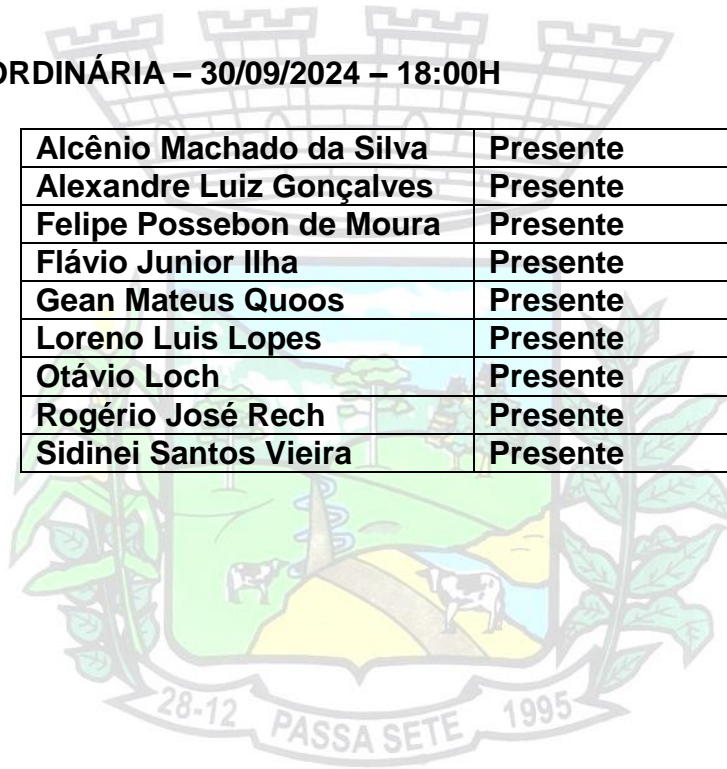 ORDINÁRIA – 30/09/2024 – 18:00H
Alcênio Machado da Silva Presente
Alexandre Luiz Gonçalves Presente
Felipe Possebon de Moura Presente
Flávio Junior Ilha Presente
Gean Mateus Quoos Presente
Loreno Luis Lopes Presente
Otávio Loch Presente
Rogério José Rech Presente
Sidinei Santos Vieira Presente
28-12 PASSA SETE 1995